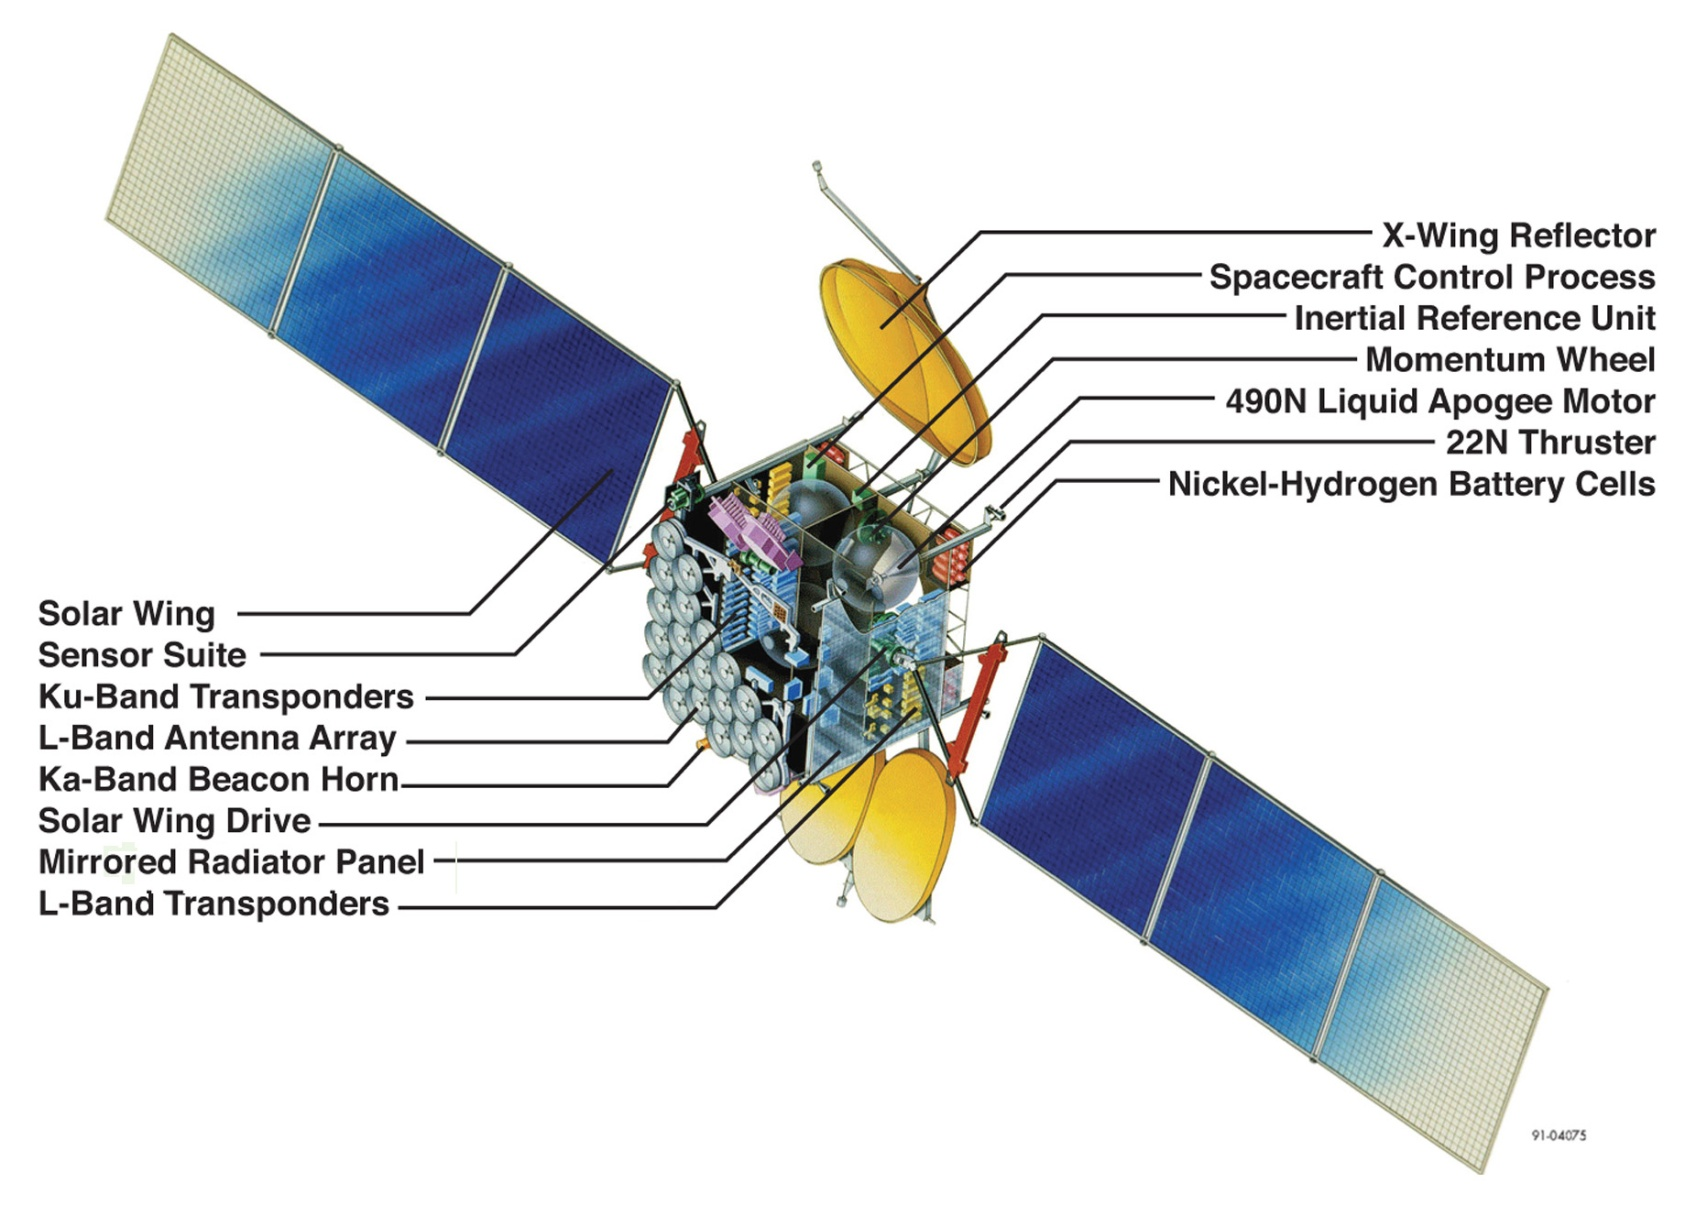 X-Wing Reflector
Spacecraft Control Process
Inertial Reference Unit
Momentum Wheel
490N Liquid Apogee Motor
22N Thruster
Nickel-Hydrogen Battery Cells
Solar Wing
Sensor Suite
Ku-Band Transponders
L-Band Antenna Array
Ka-Band Beacon Horn
Solar Wing Drive
Mirrored Radiator Panel
L-Band Transponders
91-04075